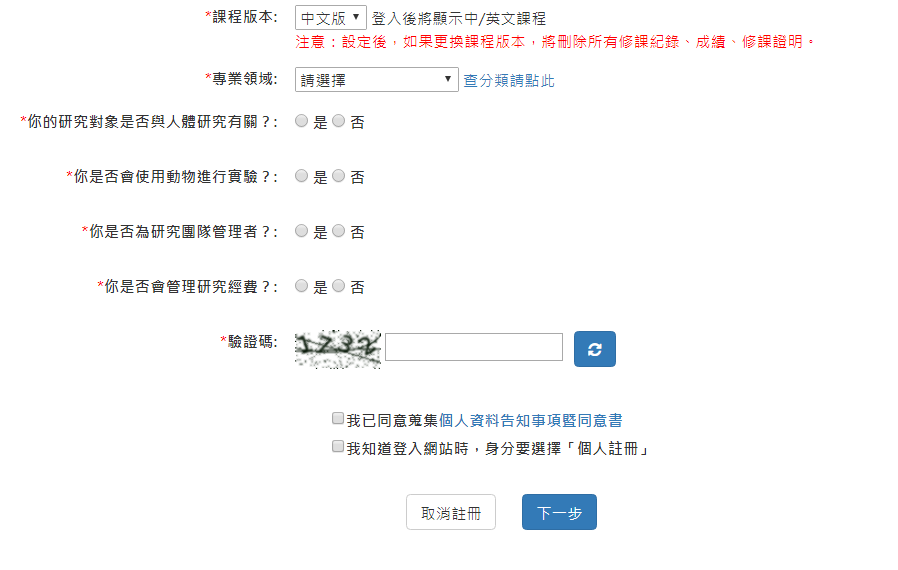 *課程版本: 中文版 登入後將顯示中/英文課程
注意：設定後，如果更換課程版本，將刪除所有修課紀錄、成績、修課證明。
*專業領域: 請選擇 查分類請點此
*你的研究對象是否與人體研究有關？: 是 否
*你是否會使用動物進行實驗？: 是 否
*你是否為研究團隊管理者？: 是 否
*你是否會管理研究經費？: 是 否
*驗證碼: 1232
我已同意蒐集個人資料告知事項暨同意書
我知道登入網站時，身分要選擇「個人註冊」
取消註冊 下一步